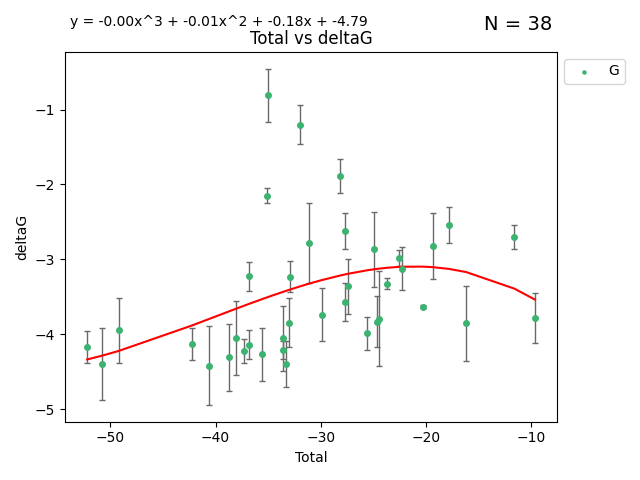 y = -0.00x^3 + -0.01x^2 + -0.18x + -4.79
N = 38
Total vs deltaG
G
−1
−2
−3
−4
−5
deltaG
−50
−40
−30
−20
−10
Total